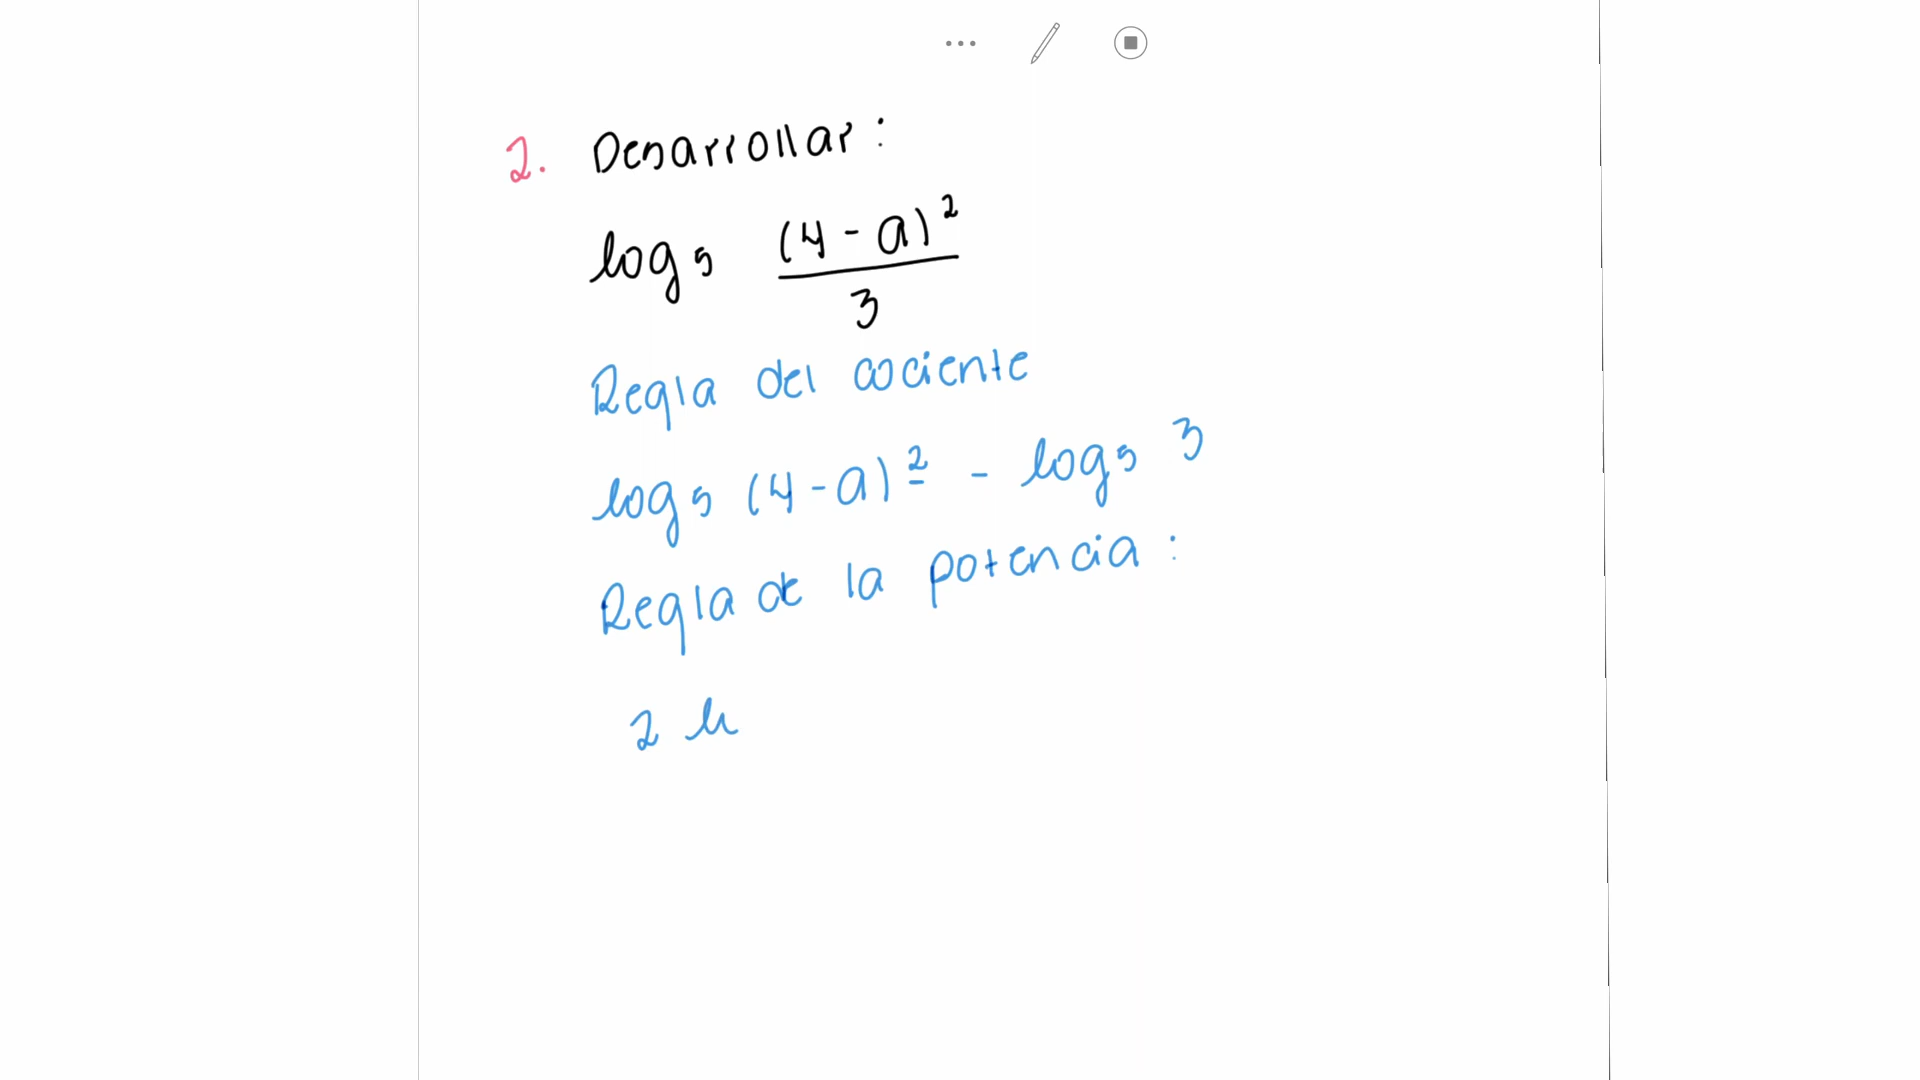 2. Desarrollar:
log₅ (4-a)²
3
Regla del cociente
log₅ (4-a)² - log₅ 3
Regla de la potencia:
2